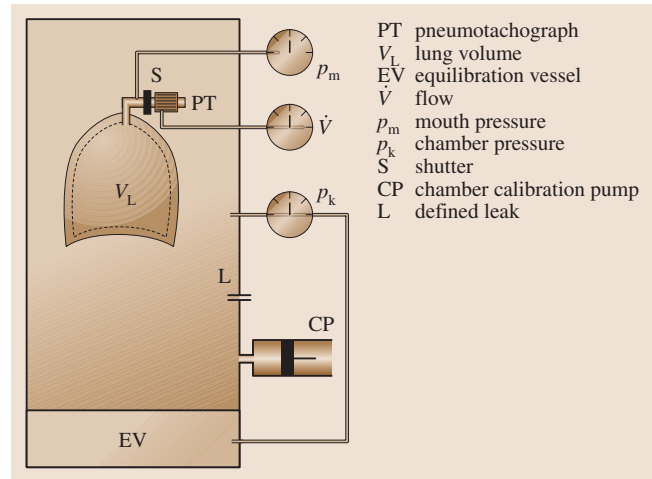 S
PT
p_m
V̇
V_L
p_k
L
CP
EV
PT pneumotachograph
V_L lung volume
EV equilibration vessel
V̇ flow
p_m mouth pressure
p_k chamber pressure
S shutter
CP chamber calibration pump
L defined leak